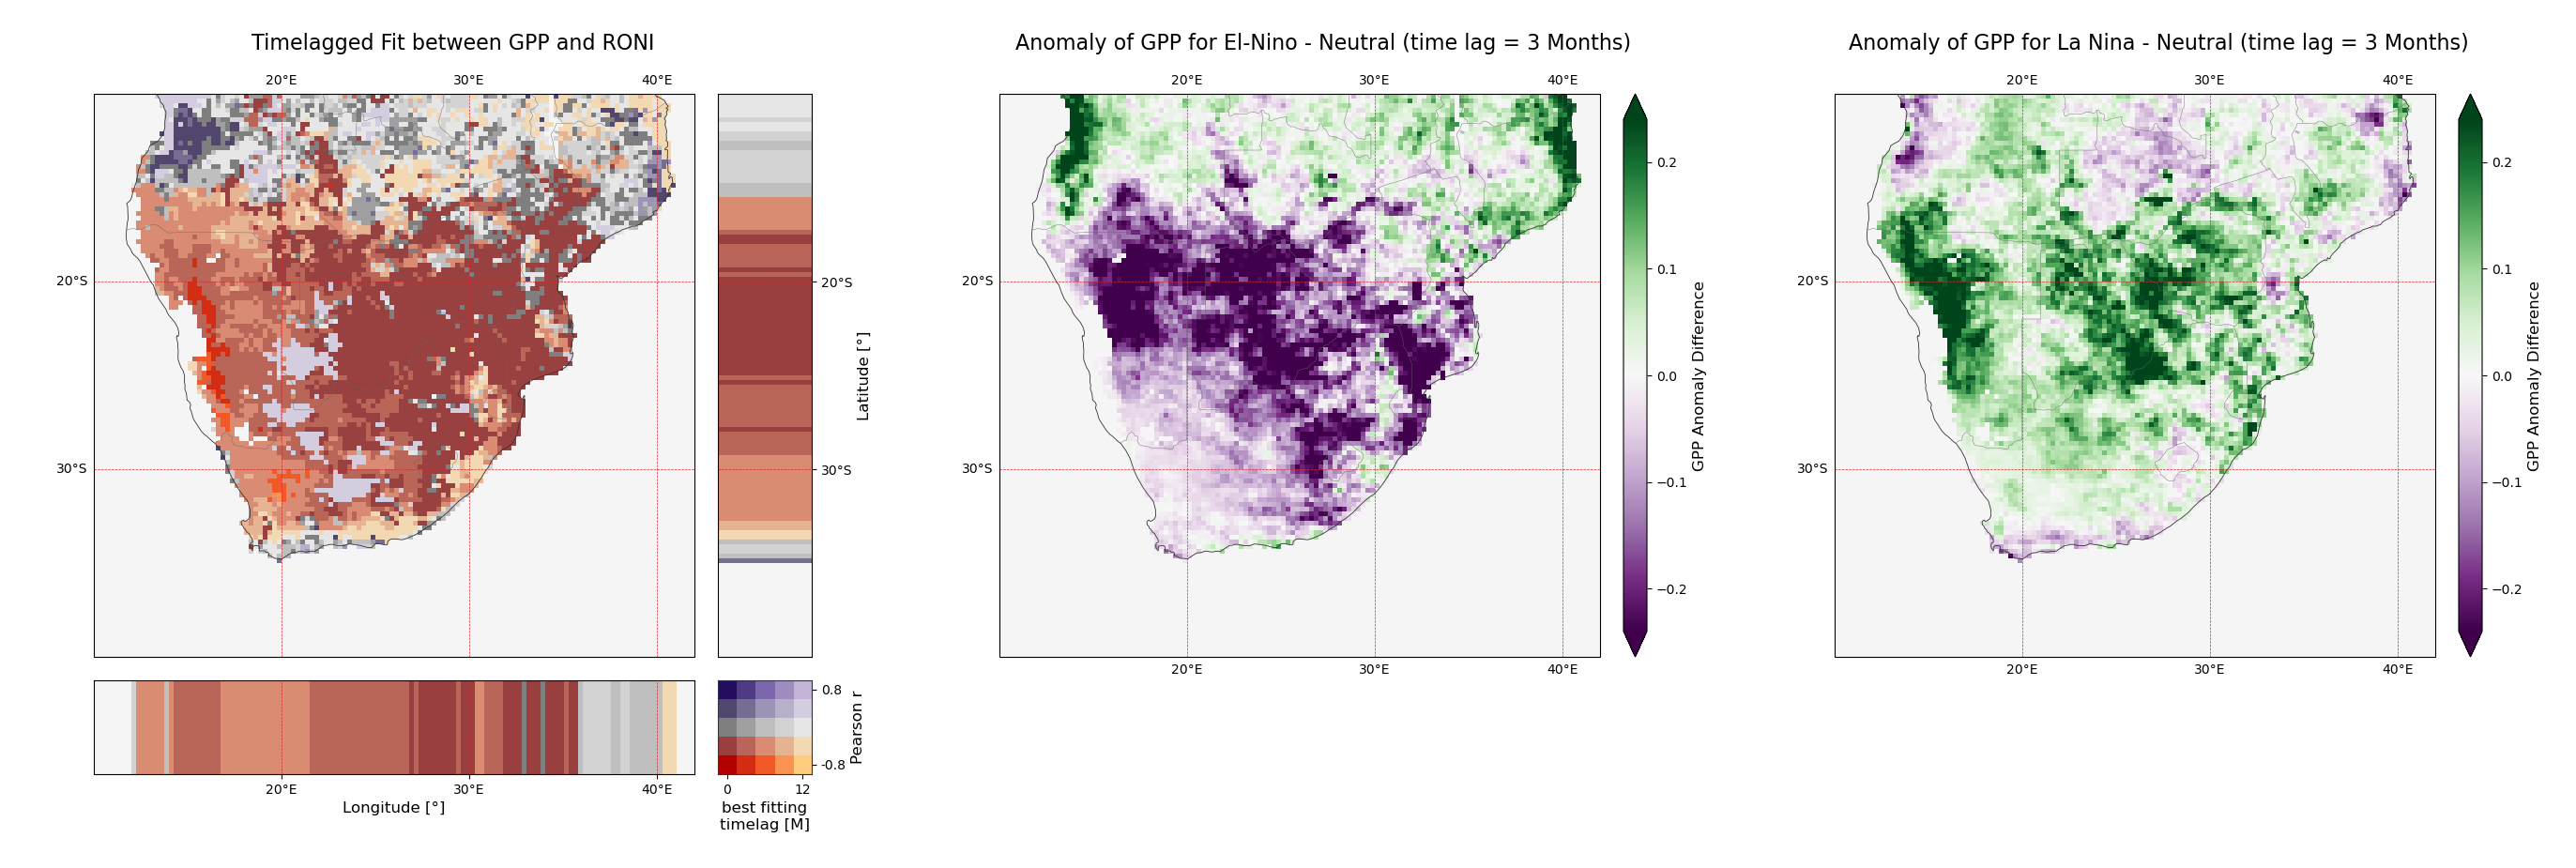 Timelagged Fit between GPP and RONI
20°E 30°E 40°E
20°S
30°S
20°S
30°S
Latitude [°]
20°E 30°E 40°E
Longitude [°]
0.8
-0.8
Pearson r
0 12
best fitting
timelag [M]
Anomaly of GPP for El-Nino - Neutral (time lag = 3 Months)
20°E 30°E 40°E
20°S
30°S
20°E 30°E 40°E
0.2
0.1
0.0
−0.1
−0.2
GPP Anomaly Difference
Anomaly of GPP for La Nina - Neutral (time lag = 3 Months)
20°E 30°E 40°E
20°S
30°S
20°E 30°E 40°E
0.2
0.1
0.0
−0.1
−0.2
GPP Anomaly Difference